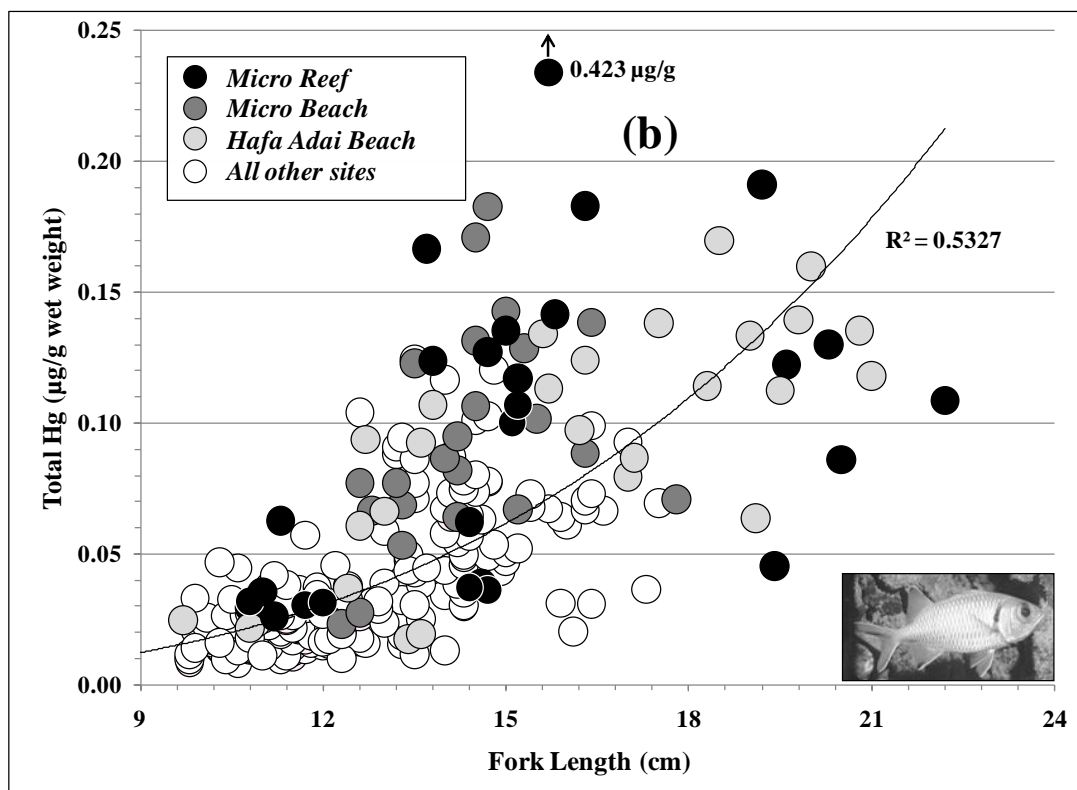 0.25
0.20
0.15
0.10
0.05
0.00
Total Hg (µg/g wet weight)
Micro Reef
Micro Beach
Hafa Adai Beach
All other sites
0.423 µg/g
(b)
R² = 0.5327
9 12 15 18 21 24
Fork Length (cm)